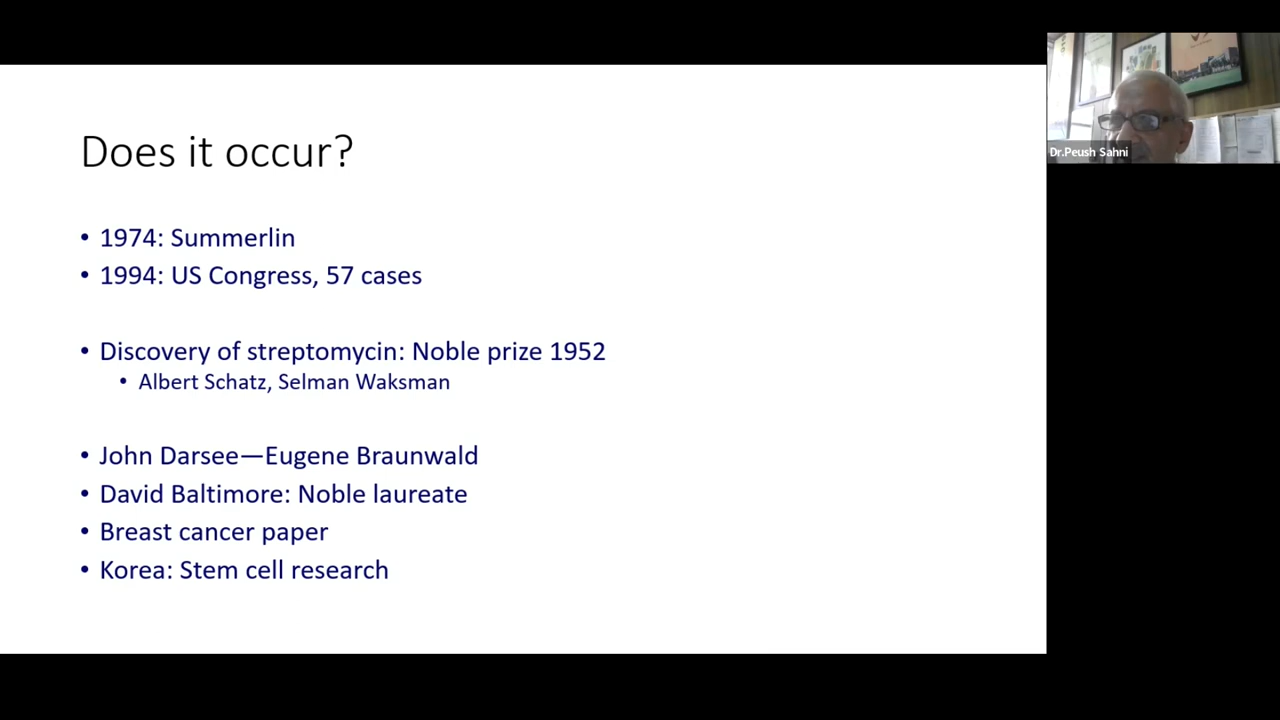 Does it occur?
• 1974: Summerlin
• 1994: US Congress, 57 cases
• Discovery of streptomycin: Noble prize 1952
• Albert Schatz, Selman Waksman
• John Darsee—Eugene Braunwald
• David Baltimore: Noble laureate
• Breast cancer paper
• Korea: Stem cell research
Dr.Peush Sahni